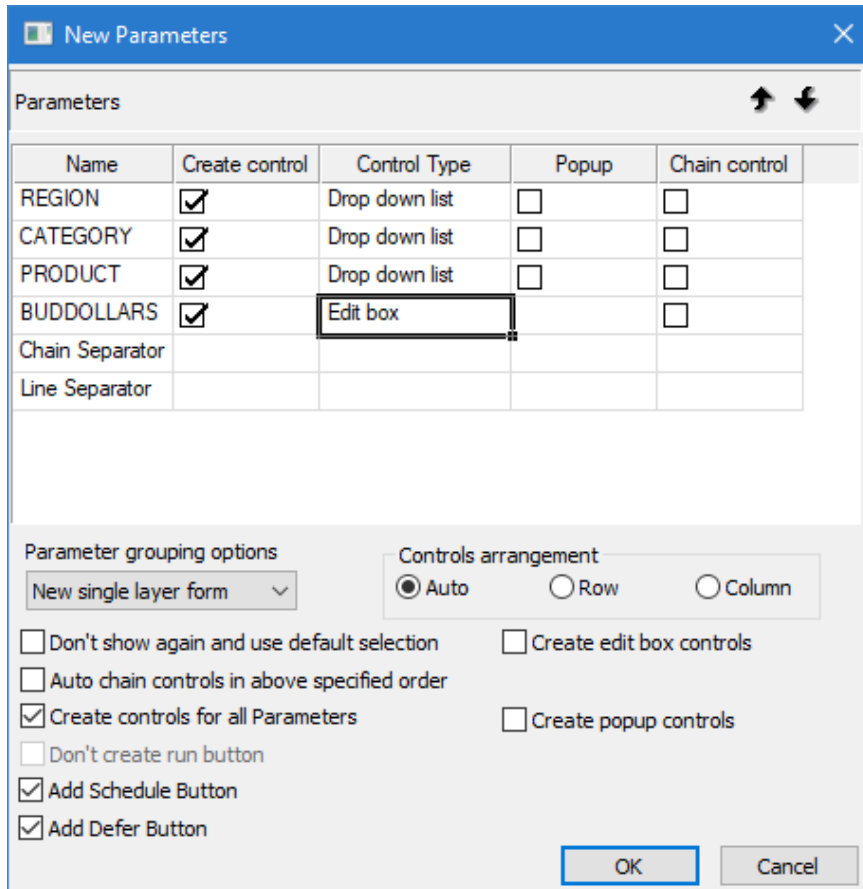 New Parameters
Parameters
Name Create control Control Type Popup Chain control
REGION Drop down list
CATEGORY Drop down list
PRODUCT Drop down list
BUDDOLLARS Edit box
Chain Separator
Line Separator
Parameter grouping options Controls arrangement
New single layer form Auto Row Column
Don't show again and use default selection Create edit box controls
Auto chain controls in above specified order
Create controls for all Parameters Create popup controls
Don't create run button
Add Schedule Button
Add Defer Button
OK Cancel